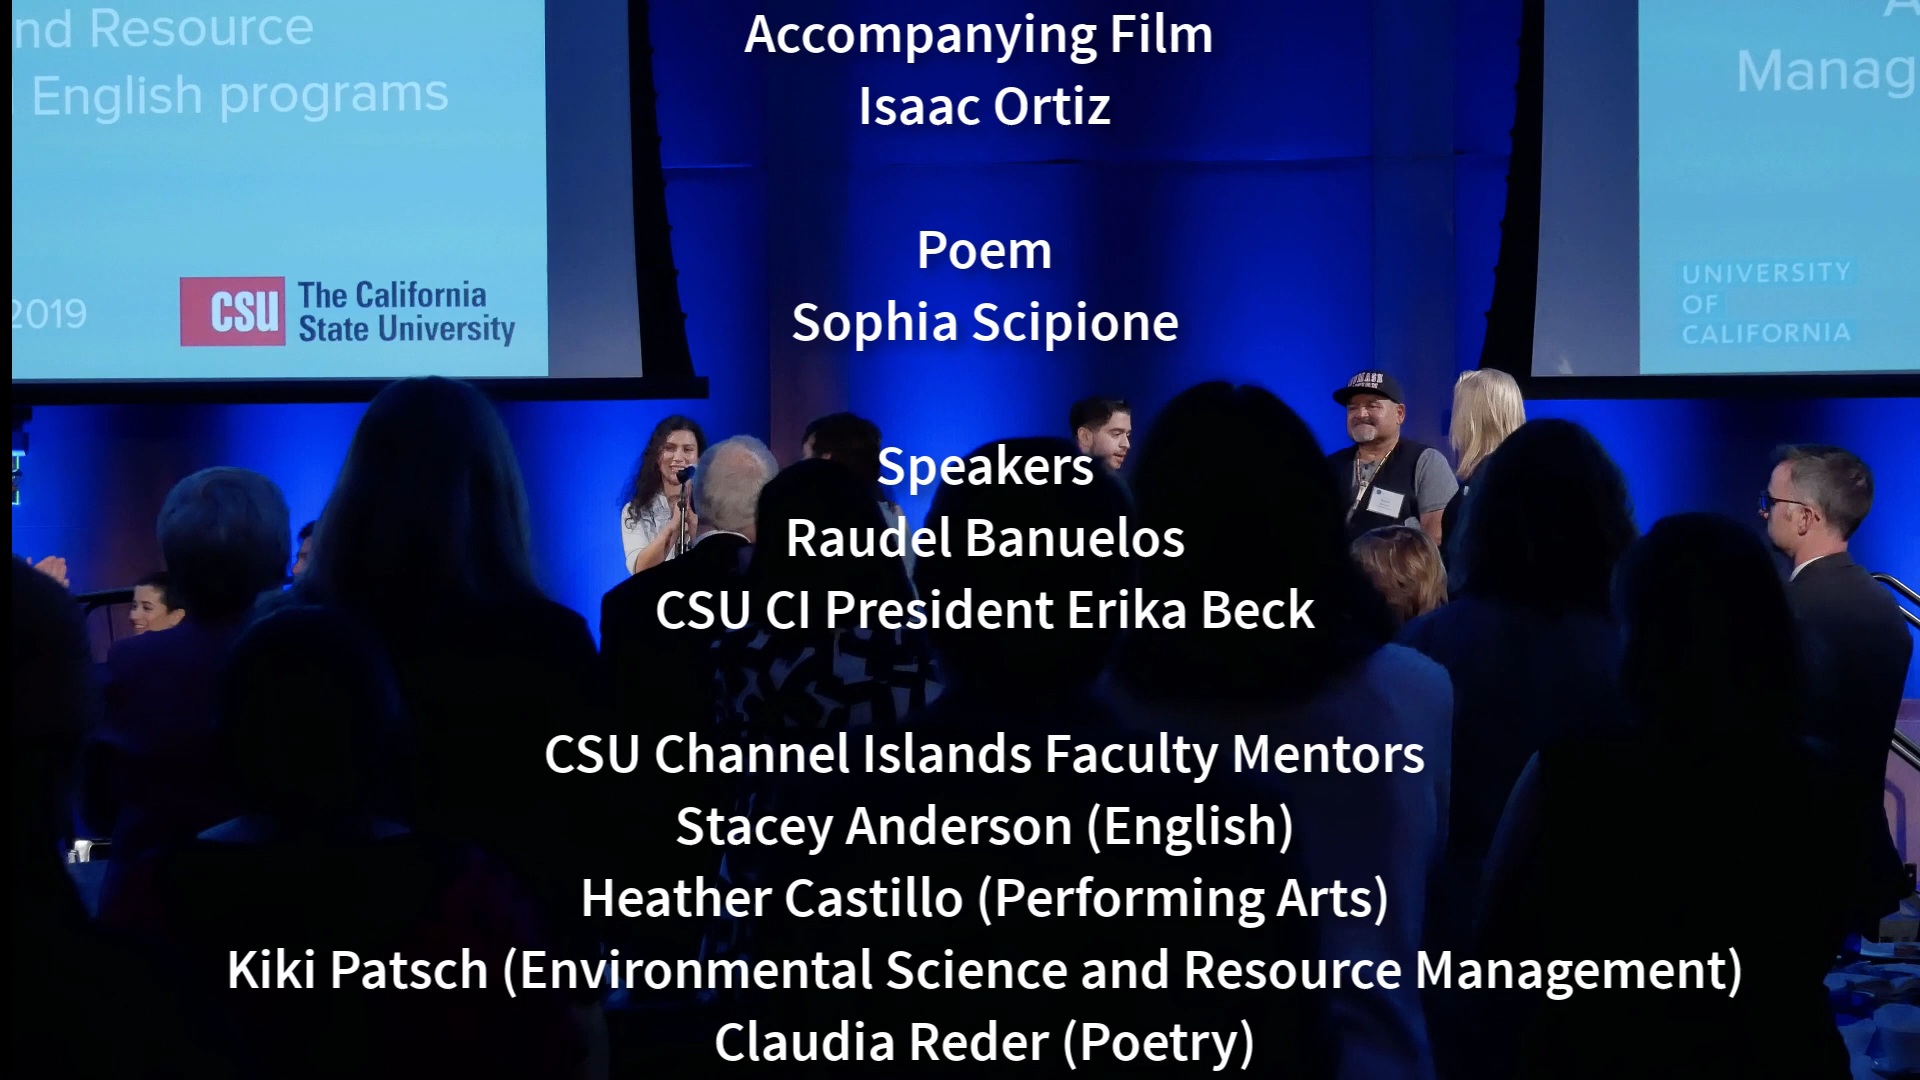 nd Resource
English programs
2019
CSU The California
State University
Accompanying Film
Isaac Ortiz
Poem
Sophia Scipione
Speakers
Raudel Banuelos
CSU CI President Erika Beck
CSU Channel Islands Faculty Mentors
Stacey Anderson (English)
Heather Castillo (Performing Arts)
Kiki Patsch (Environmental Science and Resource Management)
Claudia Reder (Poetry)
A
Manag
UNIVERSITY
OF
CALIFORNIA